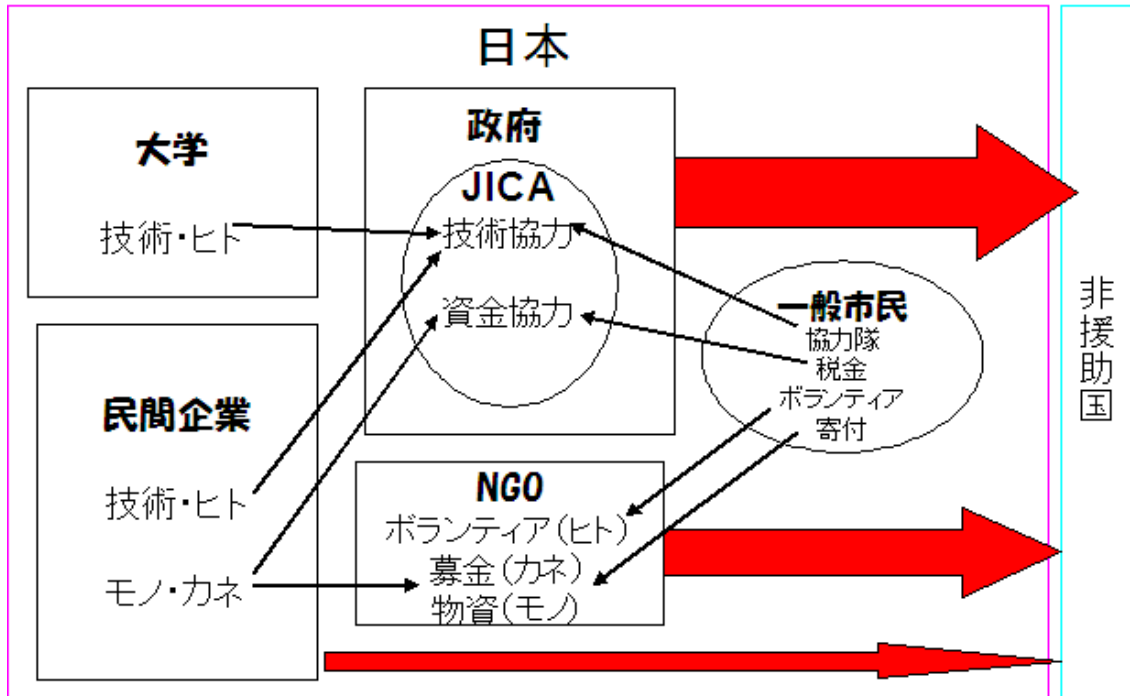 日本
大学
技術・ヒト
政府
JICA
技術協力
資金協力
一般市民
協力隊
税金
ボランティア
寄付
民間企業
技術・ヒト
モノ・カネ
NGO
ボランティア(ヒト)
募金(カネ)
物資(モノ)
非援助国